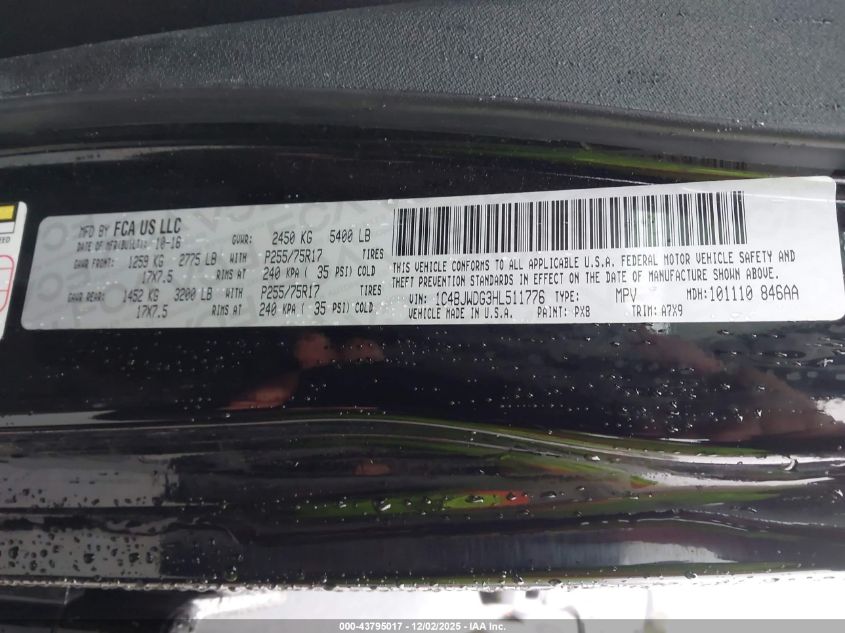 MFD BY FCA US LLC
DATE OF MFR(BUILT): 10-16 GVWR: 2450 KG 5400 LB
GAWR FRONT: 1259 KG 2775 LB WITH P255/75R17 TIRES
17X7.5 RIMS AT 240 KPA ( 35 PSI) COLD
GAWR REAR: 1452 KG 3200 LB WITH P255/75R17 TIRES
17X7.5 RIMS AT 240 KPA ( 35 PSI) COLD
THIS VEHICLE CONFORMS TO ALL APPLICABLE U.S.A. FEDERAL MOTOR VEHICLE SAFETY AND
THEFT PREVENTION STANDARDS IN EFFECT ON THE DATE OF MANUFACTURE SHOWN ABOVE.
VIN: 1C4BJWDG3HL511776 TYPE: MPV MDH: 101110 846AA
VEHICLE MADE IN U.S.A. PAINT: PX8 TRIM: A7X9
000-43795017 - 12/02/2025 - IAA Inc.